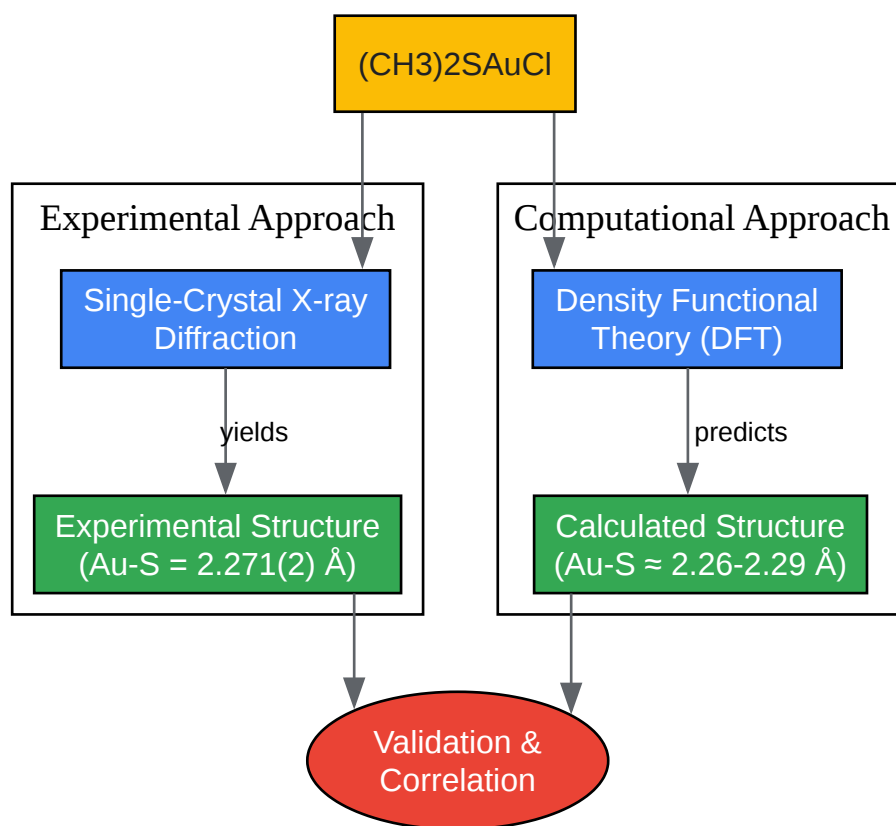 (CH3)2SAuCl
Experimental Approach
Single-Crystal X-ray
Diffraction
yields
Experimental Structure
(Au-S = 2.271(2) Å)
Computational Approach
Density Functional
Theory (DFT)
predicts
Calculated Structure
(Au-S ≈ 2.26-2.29 Å)
Validation &
Correlation